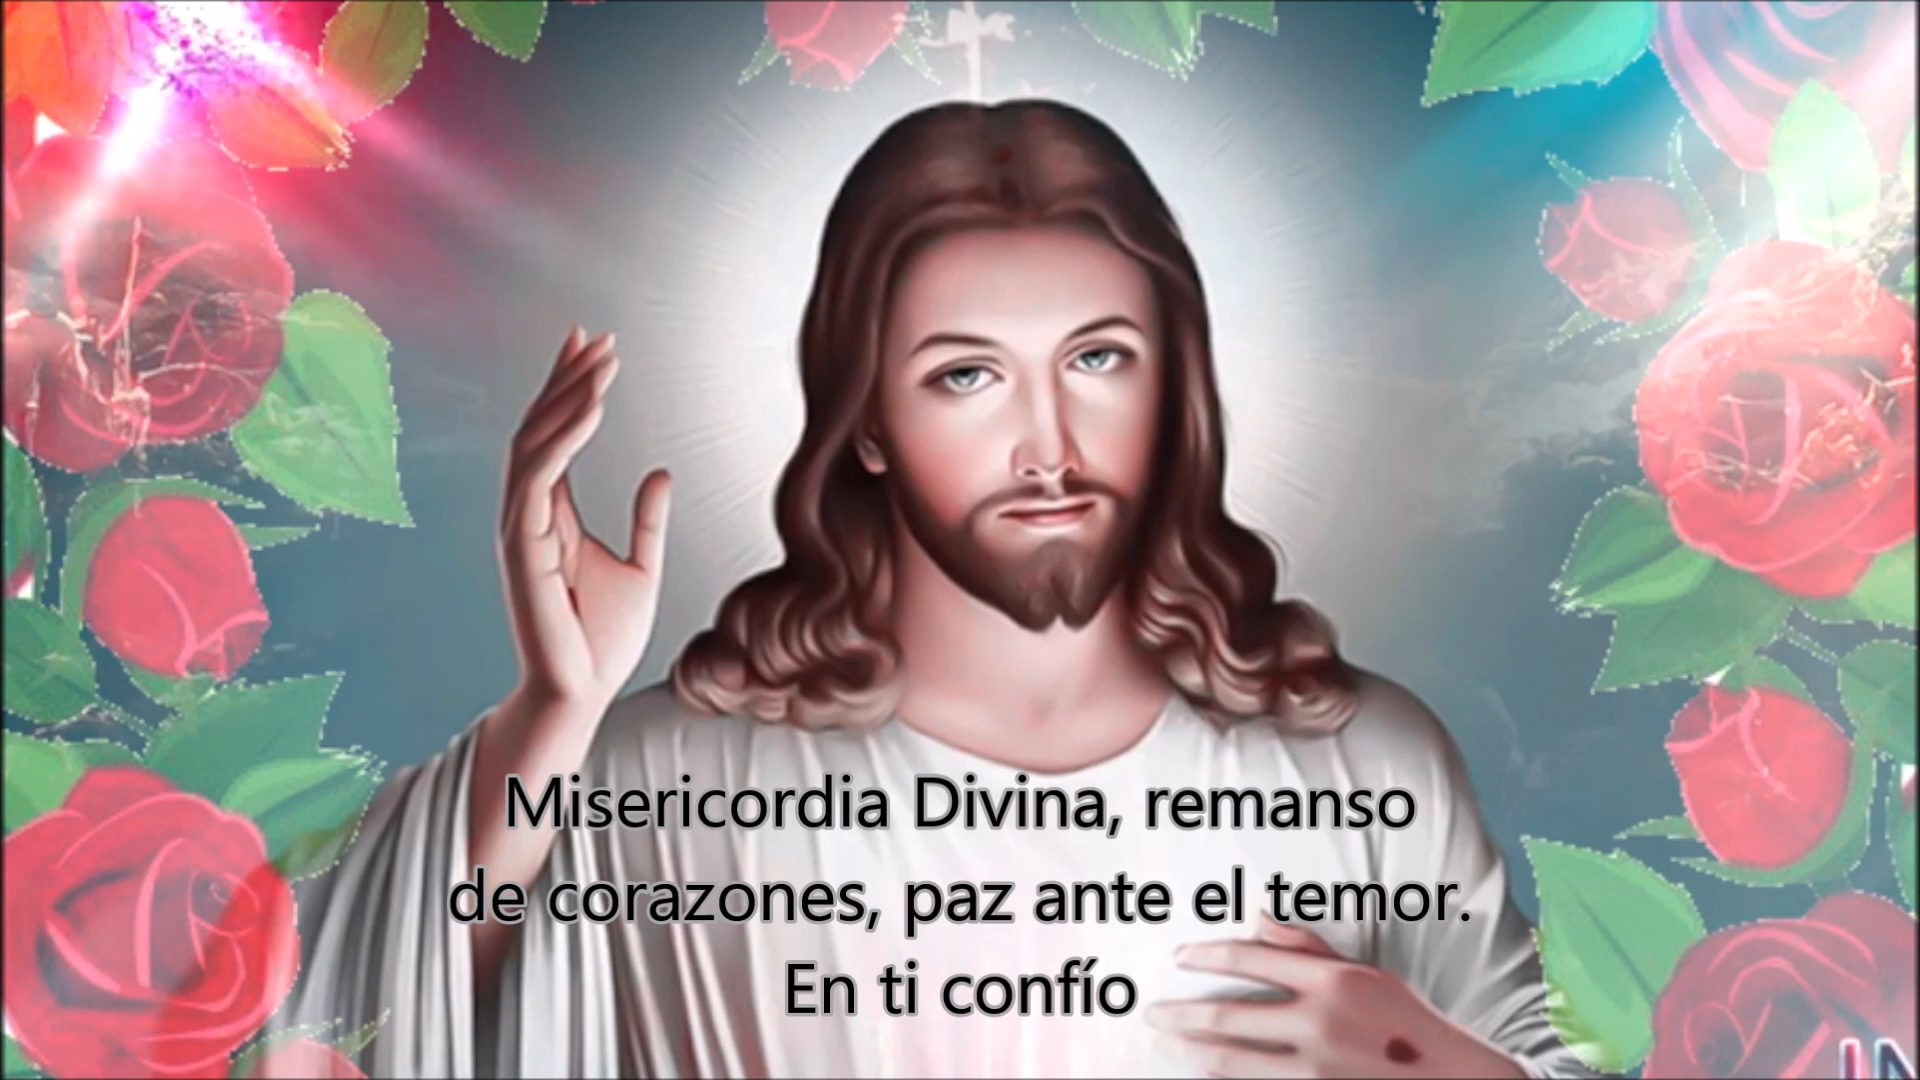 Misericordia Divina, remanso
de corazones, paz ante el temor.
En ti confío